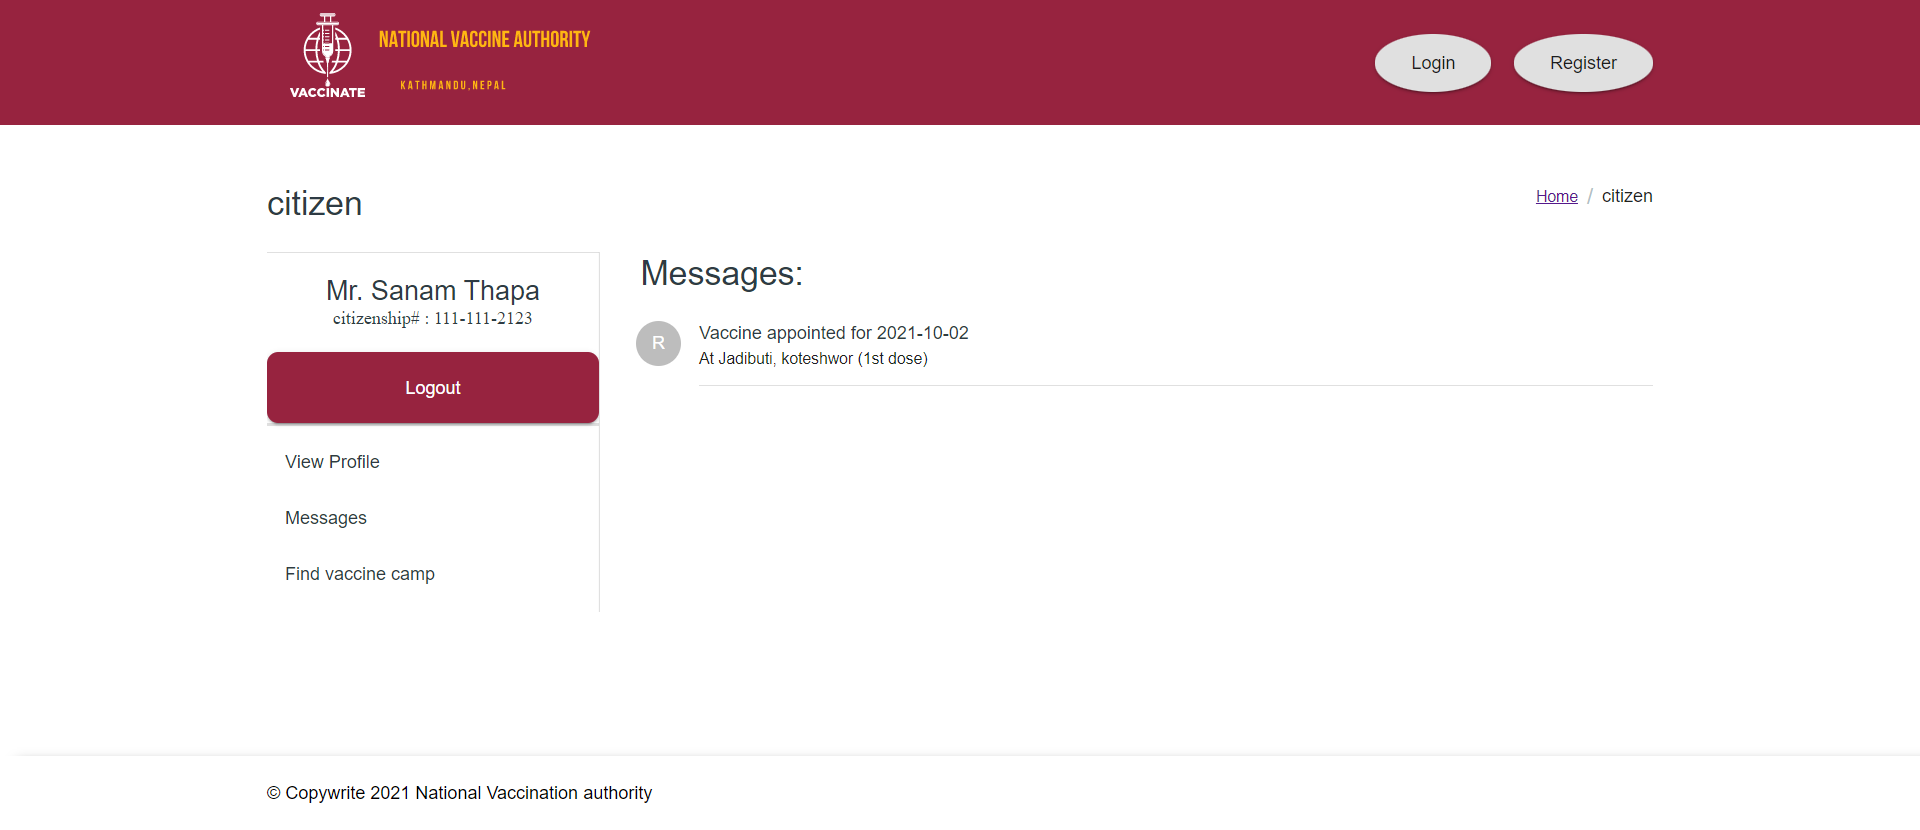 VACCINATE
NATIONAL VACCINE AUTHORITY
KATHMANDU,NEPAL
Login
Register
citizen
Home / citizen
Mr. Sanam Thapa
citizenship# : 111-111-2123
Logout
View Profile
Messages
Find vaccine camp
Messages:
R
Vaccine appointed for 2021-10-02
At Jadibuti, koteshwor (1st dose)
© Copywrite 2021 National Vaccination authority